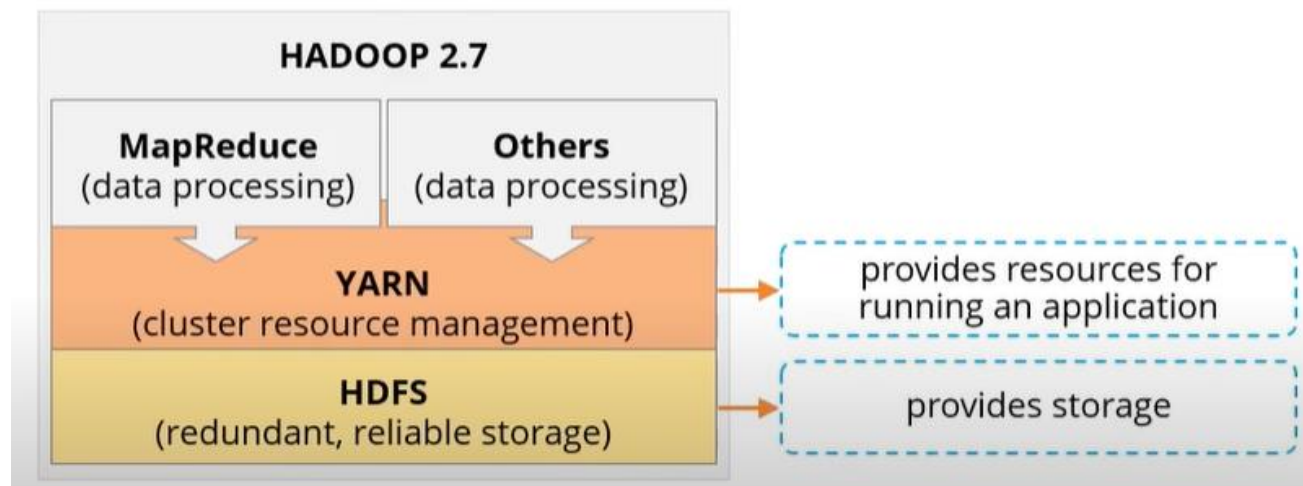 HADOOP 2.7
MapReduce
(data processing)
Others
(data processing)
YARN
(cluster resource management)
provides resources for
running an application
HDFS
(redundant, reliable storage)
provides storage